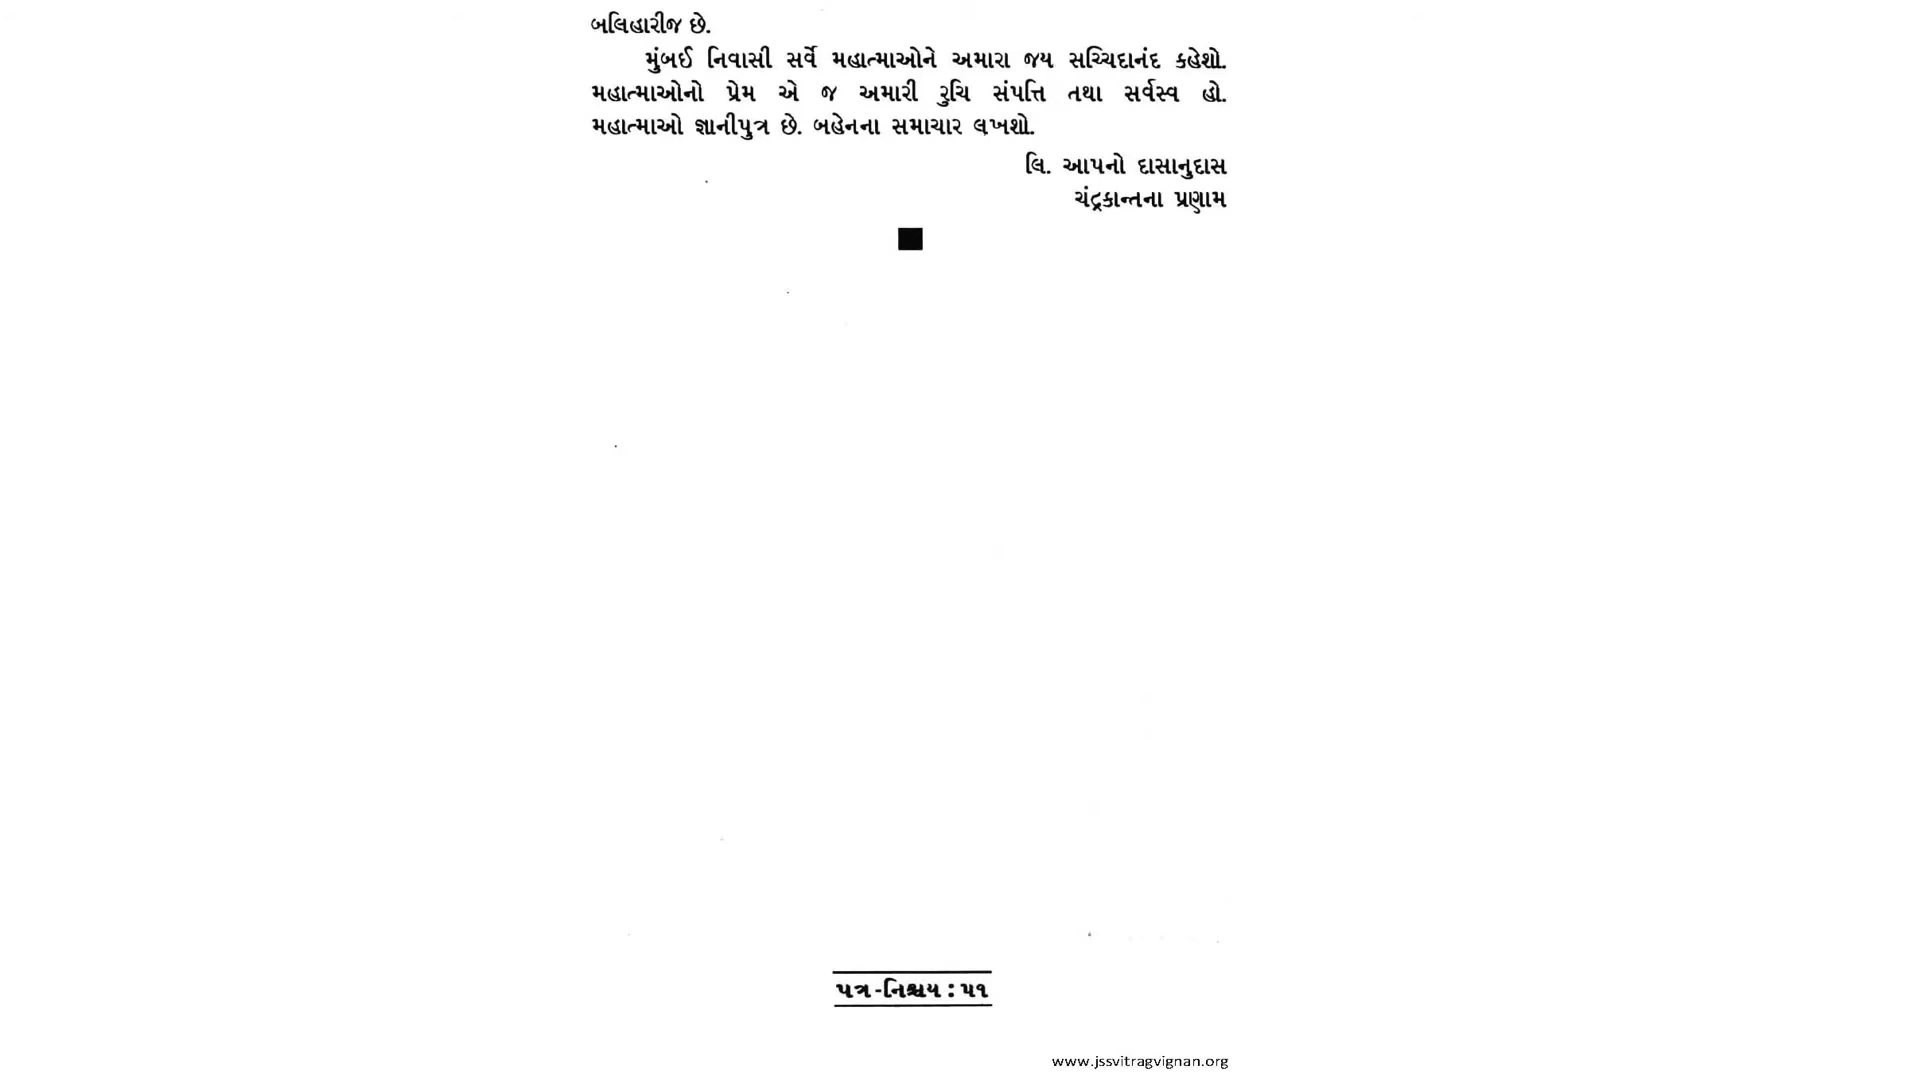 બલિહારીજ છે.
મુંબઈ નિવાસી સર્વે મહાત્માઓને અમારા જય સચ્ચિદાનંદ કહેશો.
મહાત્માઓનો પ્રેમ એ જ અમારી રુચિ સંપત્તિ તથા સર્વસ્વ હો.
મહાત્માઓ જ્ઞાનીપુત્ર છે. બહેનના સમાચાર લખશો.
લિ. આપનો દાસાનુદાસ
ચંદ્રકાન્તના પ્રણામ
પત્ર-નિશ્ચય : ૫૧
www.jssvitragvignan.org